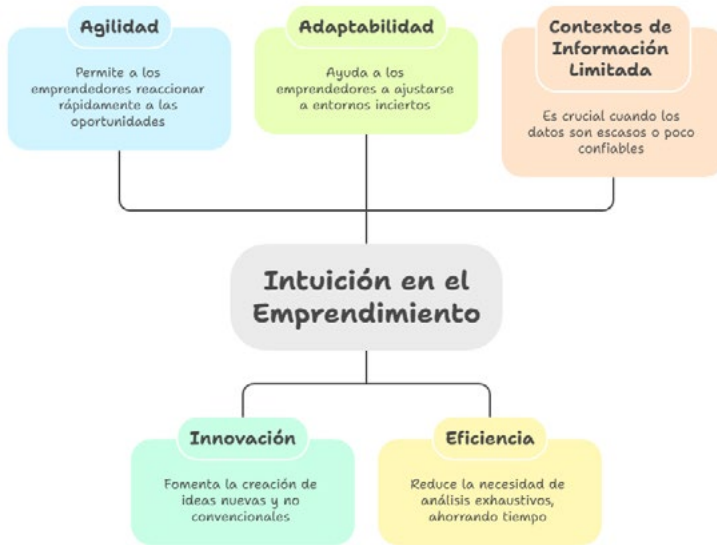 Agilidad
Permite a los
emprendedores reaccionar
rápidamente a las
oportunidades
Adaptabilidad
Ayuda a los
emprendedores a ajustarse
a entornos inciertos
Contextos de
Información
Limitada
Es crucial cuando los
datos son escasos o poco
confiables
Intuición en el
Emprendimiento
Innovación
Fomenta la creación de
ideas nuevas y no
convencionales
Eficiencia
Reduce la necesidad de
análisis exhaustivos,
ahorrando tiempo